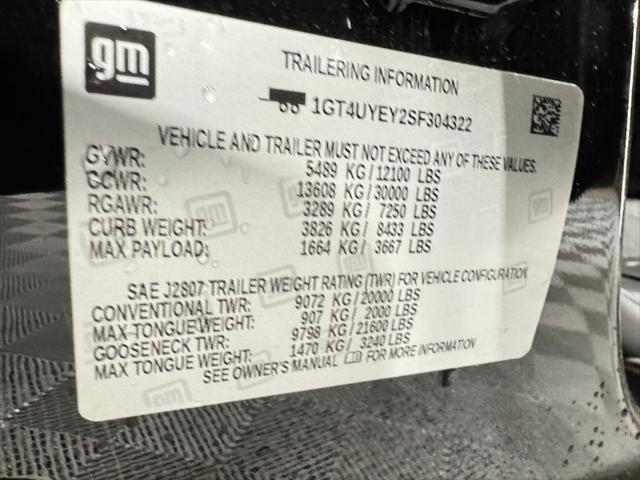 gm
TRAILERING INFORMATION
1GT4UYEY2SF304322
VEHICLE AND TRAILER MUST NOT EXCEED ANY OF THESE VALUES.
GVWR: 5489 KG/12100 LBS
GCWR: 13608 KG/30000 LBS
RGAWR: 3289 KG/ 7250 LBS
CURB WEIGHT: 3826 KG/ 8433 LBS
MAX PAYLOAD: 1664 KG/ 3667 LBS
SAE J2807 TRAILER WEIGHT RATING (TWR) FOR VEHICLE CONFIGURATION
CONVENTIONAL TWR: 9072 KG/20000 LBS
MAX TONGUE WEIGHT: 907 KG/ 2000 LBS
GOOSENECK TWR: 9798 KG/21600 LBS
MAX TONGUE WEIGHT: 1470 KG/ 3240 LBS
SEE OWNER'S MANUAL FOR MORE INFORMATION